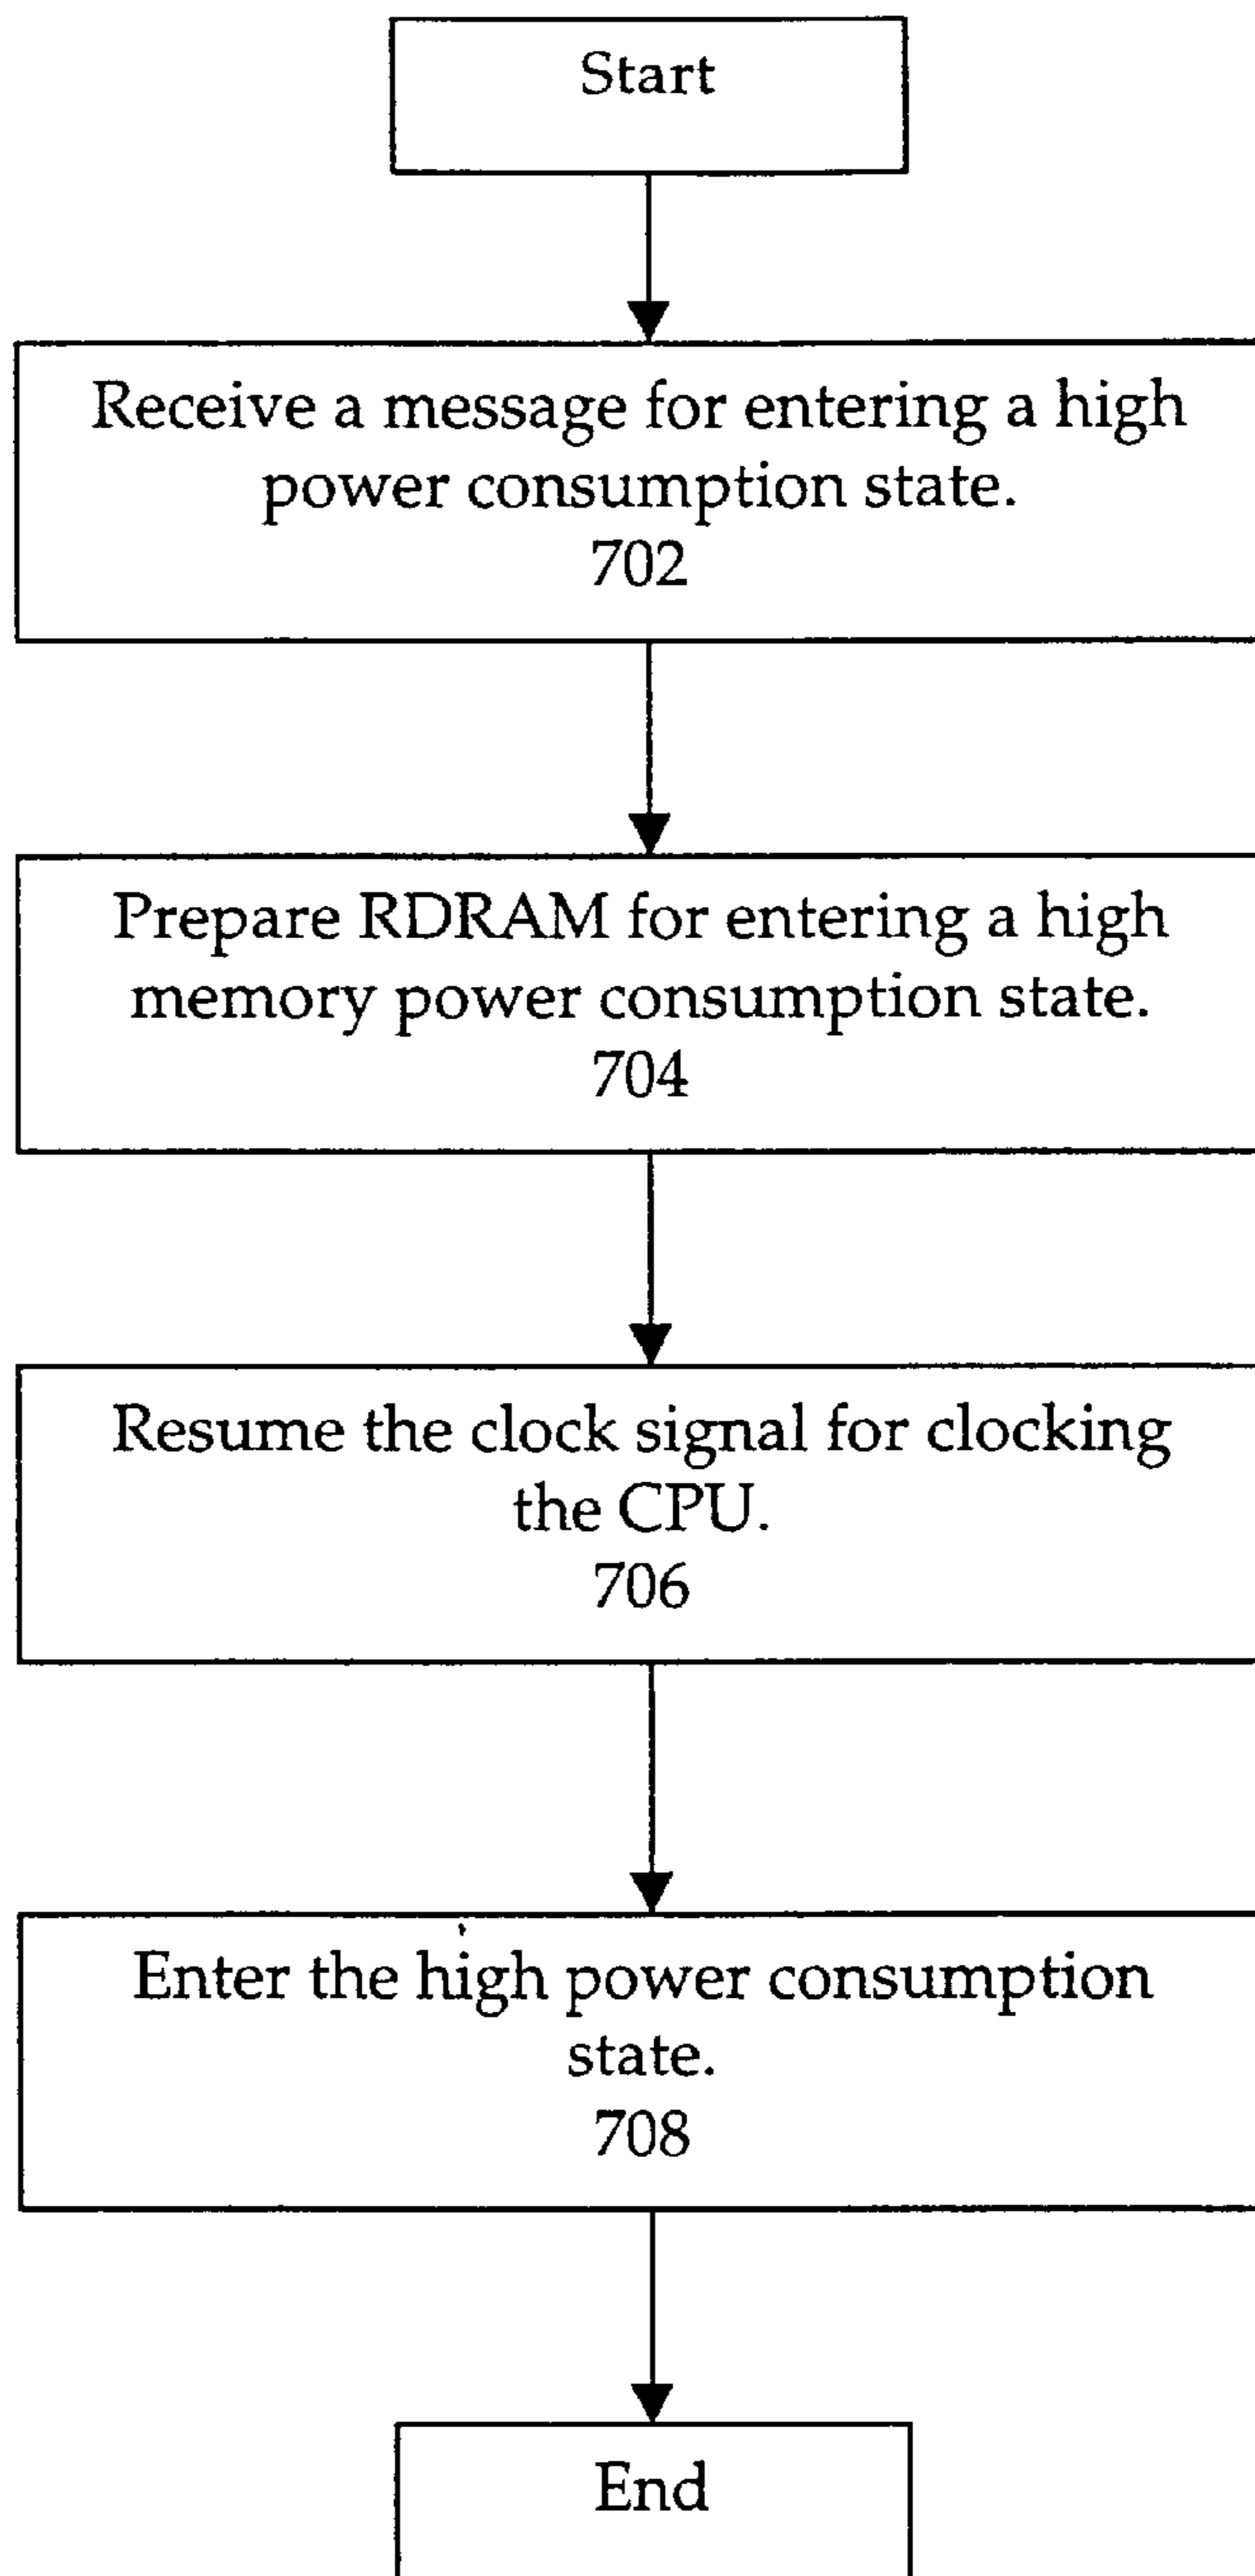 Start
Receive a message for entering a high
power consumption state.
702
Prepare RDRAM for entering a high
memory power consumption state.
704
Resume the clock signal for clocking
the CPU.
706
Enter the high power consumption
state.
708
End